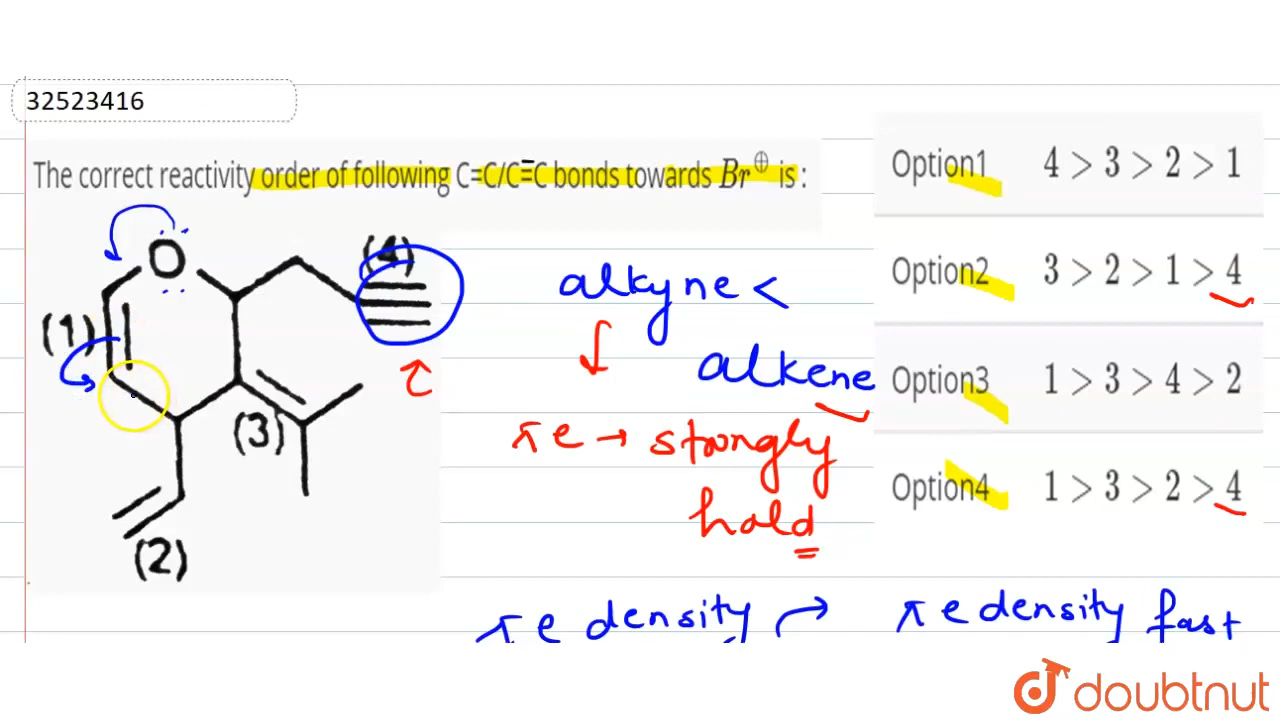 32523416
The correct reactivity order of following C=C/C≡C bonds towards Br⊕ is :
Option1 4 > 3 > 2 > 1
Option2 3 > 2 > 1 > 4
Option3 1 > 3 > 4 > 2
Option4 1 > 3 > 2 > 4
O
(4)
(1)
(3)
(2)
alkyne <
alkene
πe → strongly
hold
πe density
πe density fast
doubtnut